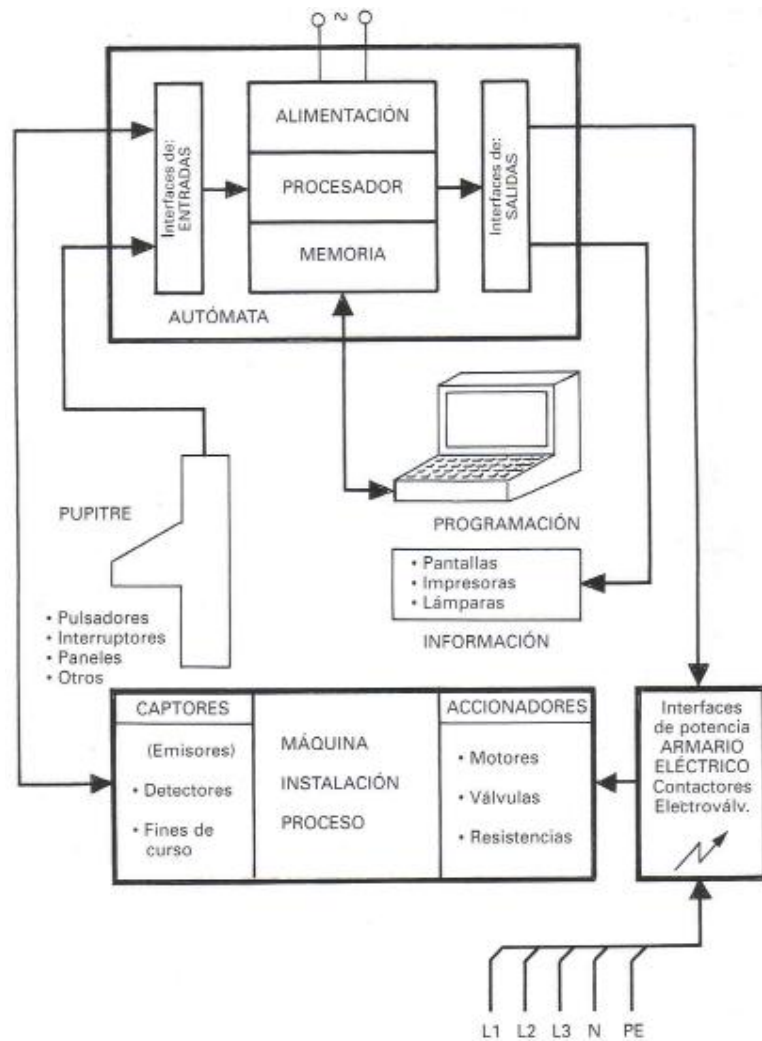 2
ALIMENTACIÓN
PROCESADOR
MEMORIA
Interfaces de:
ENTRADAS
Interfaces de:
SALIDAS
AUTÓMATA
PUPITRE
• Pulsadores
• Interruptores
• Paneles
• Otros
PROGRAMACIÓN
• Pantallas
• Impresoras
• Lámparas
INFORMACIÓN
CAPTORES
(Emisores)
• Detectores
• Fines de
curso
MÁQUINA
INSTALACIÓN
PROCESO
ACCIONADORES
• Motores
• Válvulas
• Resistencias
Interfaces
de potencia
ARMARIO
ELÉCTRICO
Contactores
Electroválv.
L1 L2 L3 N PE